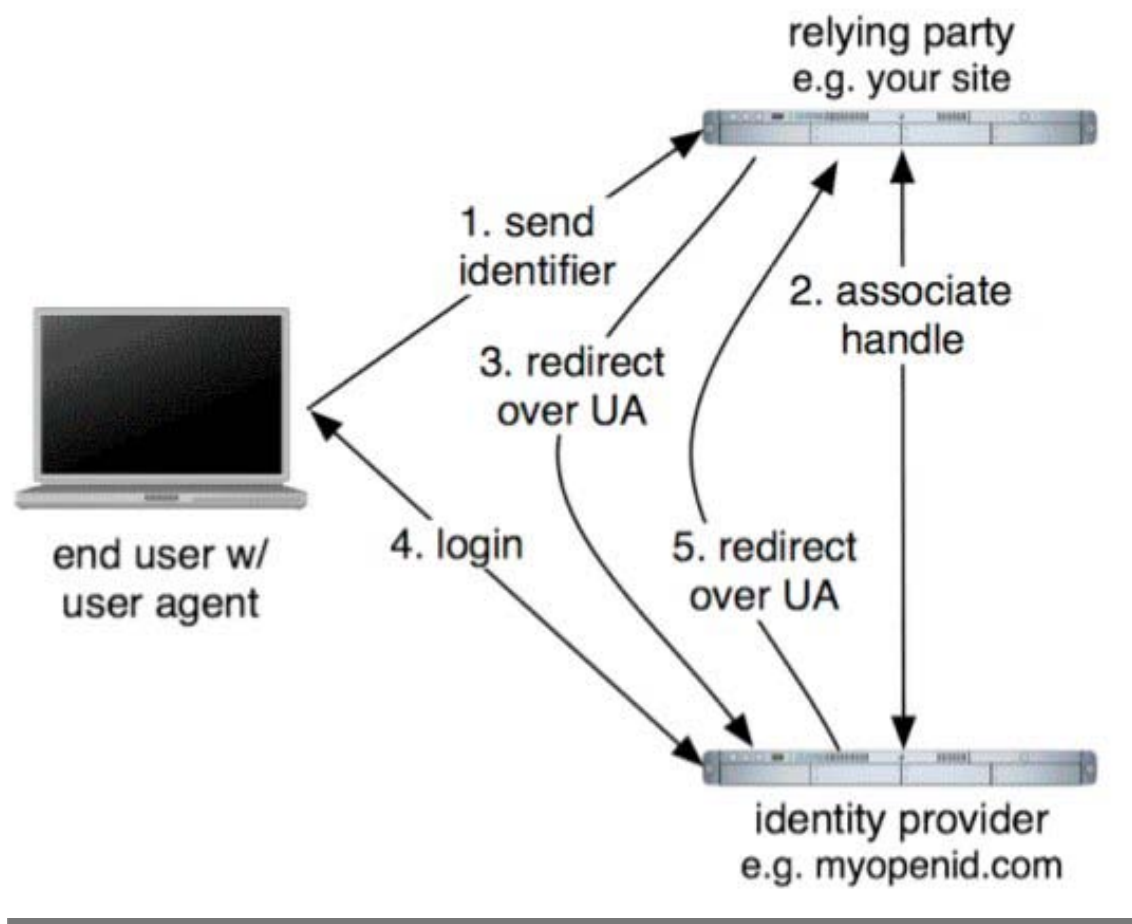 relying party
e.g. your site
1. send
identifier
2. associate
handle
3. redirect
over UA
4. login
5. redirect
over UA
end user w/
user agent
identity provider
e.g. myopenid.com